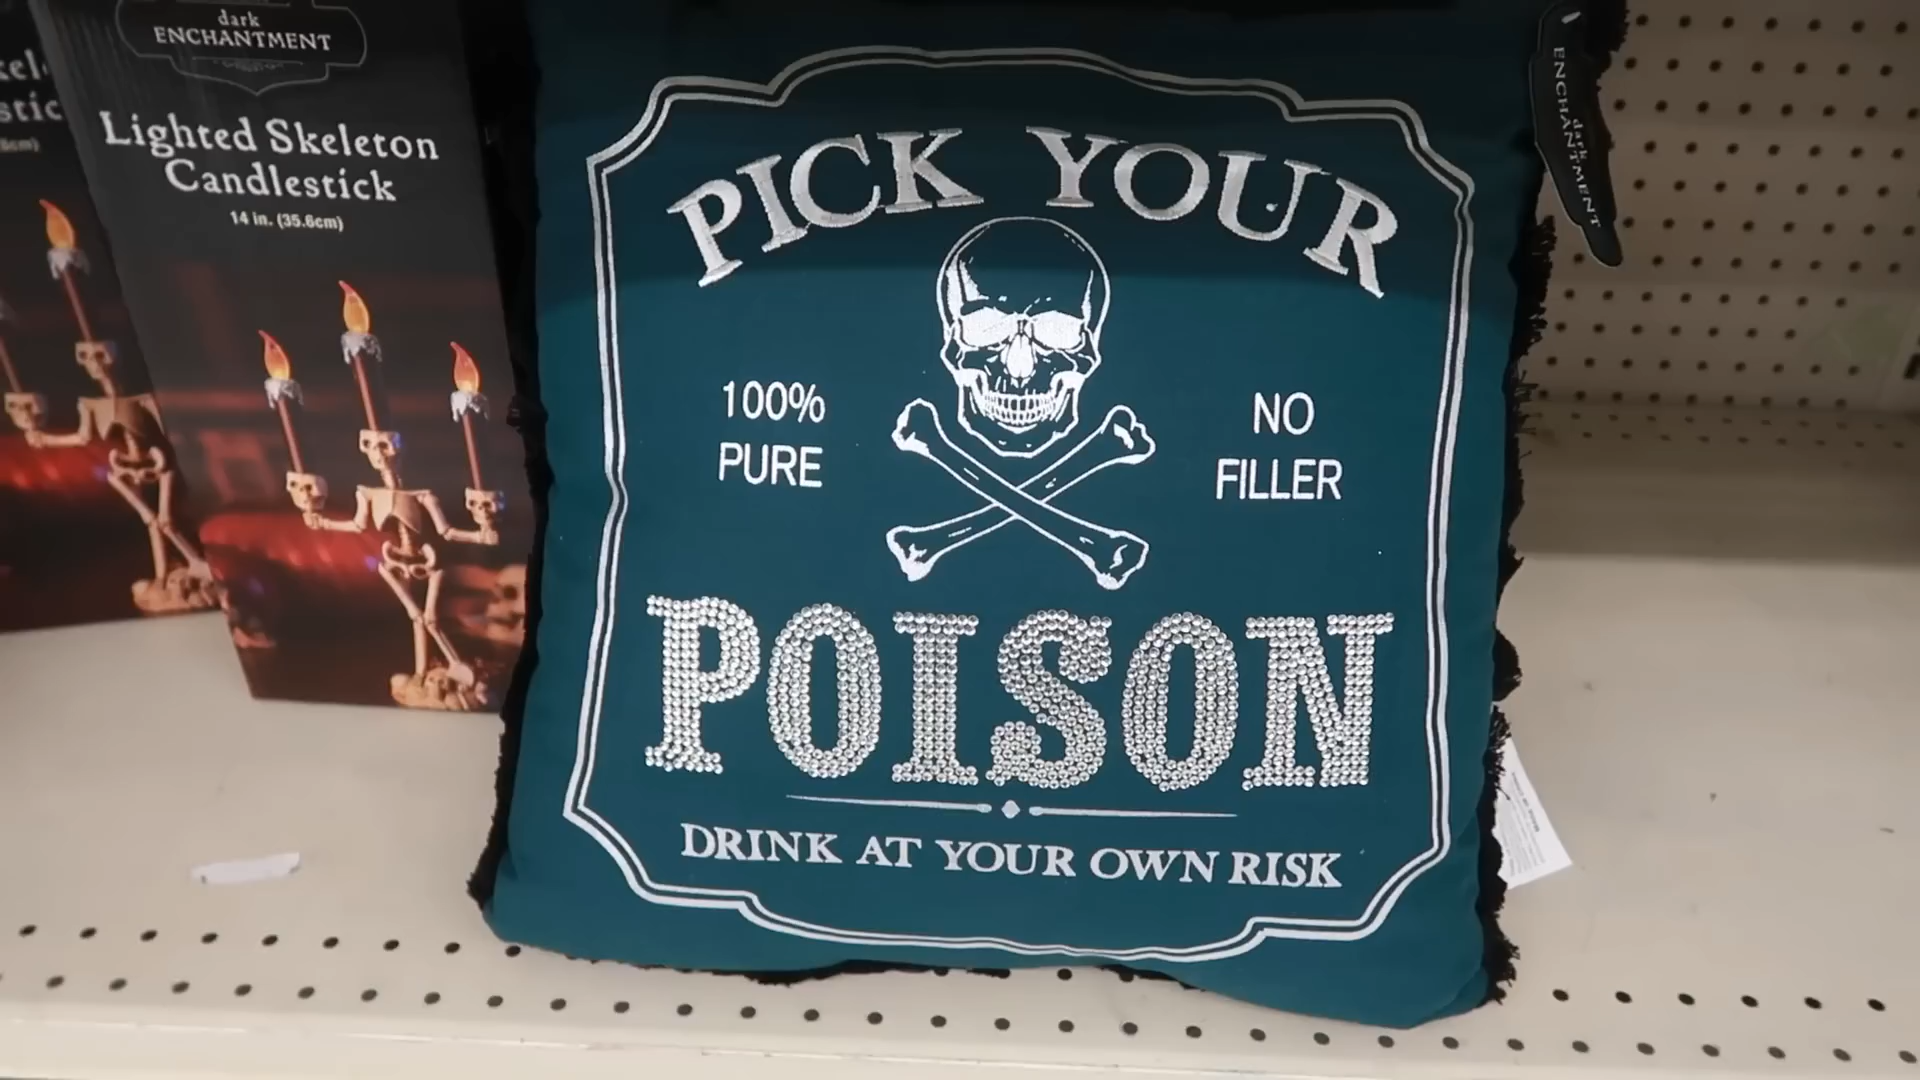 dark
ENCHANTMENT
Lighted Skeleton
Candlestick
14 in. (35.6cm)
PICK YOUR
100%
PURE
NO
FILLER
POISON
DRINK AT YOUR OWN RISK
dark
ENCHANTMENT